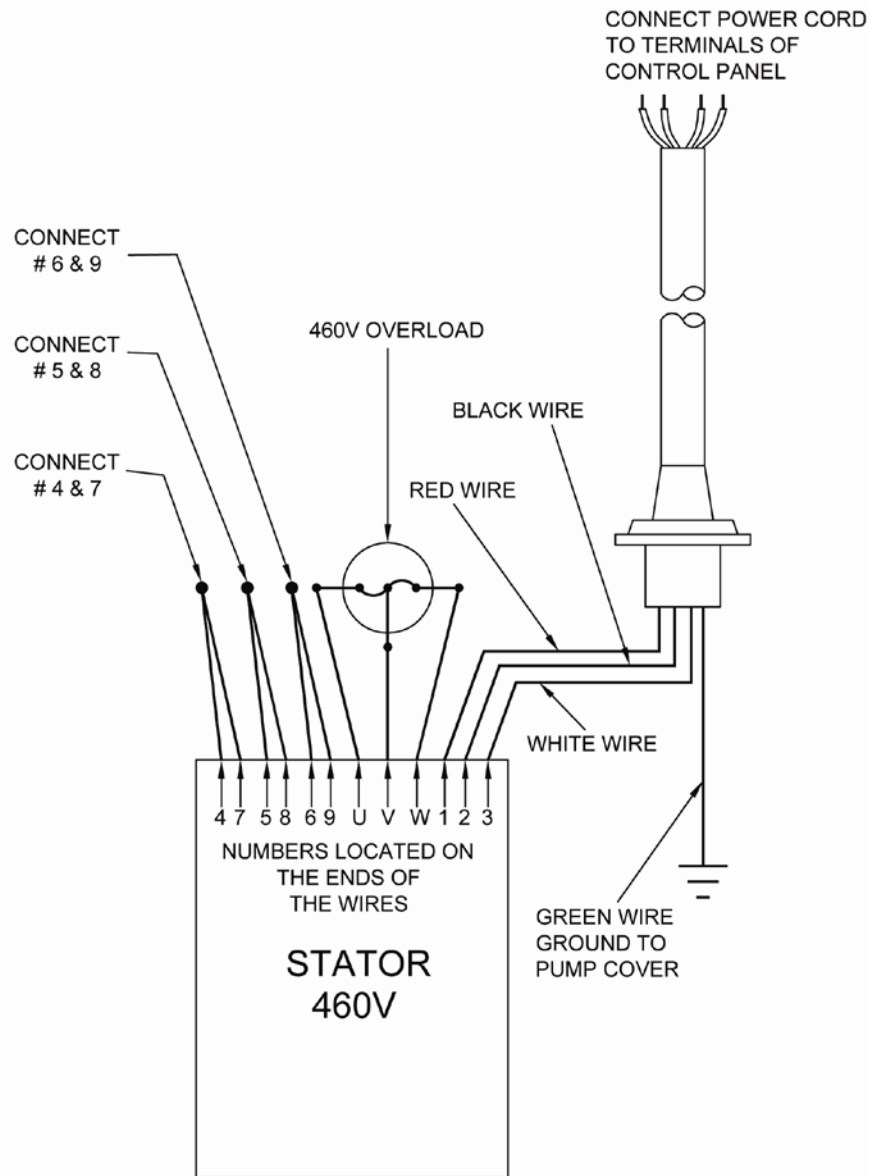 CONNECT POWER CORD
TO TERMINALS OF
CONTROL PANEL
CONNECT
# 6 & 9
460V OVERLOAD
CONNECT
# 5 & 8
BLACK WIRE
CONNECT
# 4 & 7
RED WIRE
WHITE WIRE
4 7 5 8 6 9 U V W 1 2 3
NUMBERS LOCATED ON
THE ENDS OF
THE WIRES
GREEN WIRE
GROUND TO
PUMP COVER
STATOR
460V